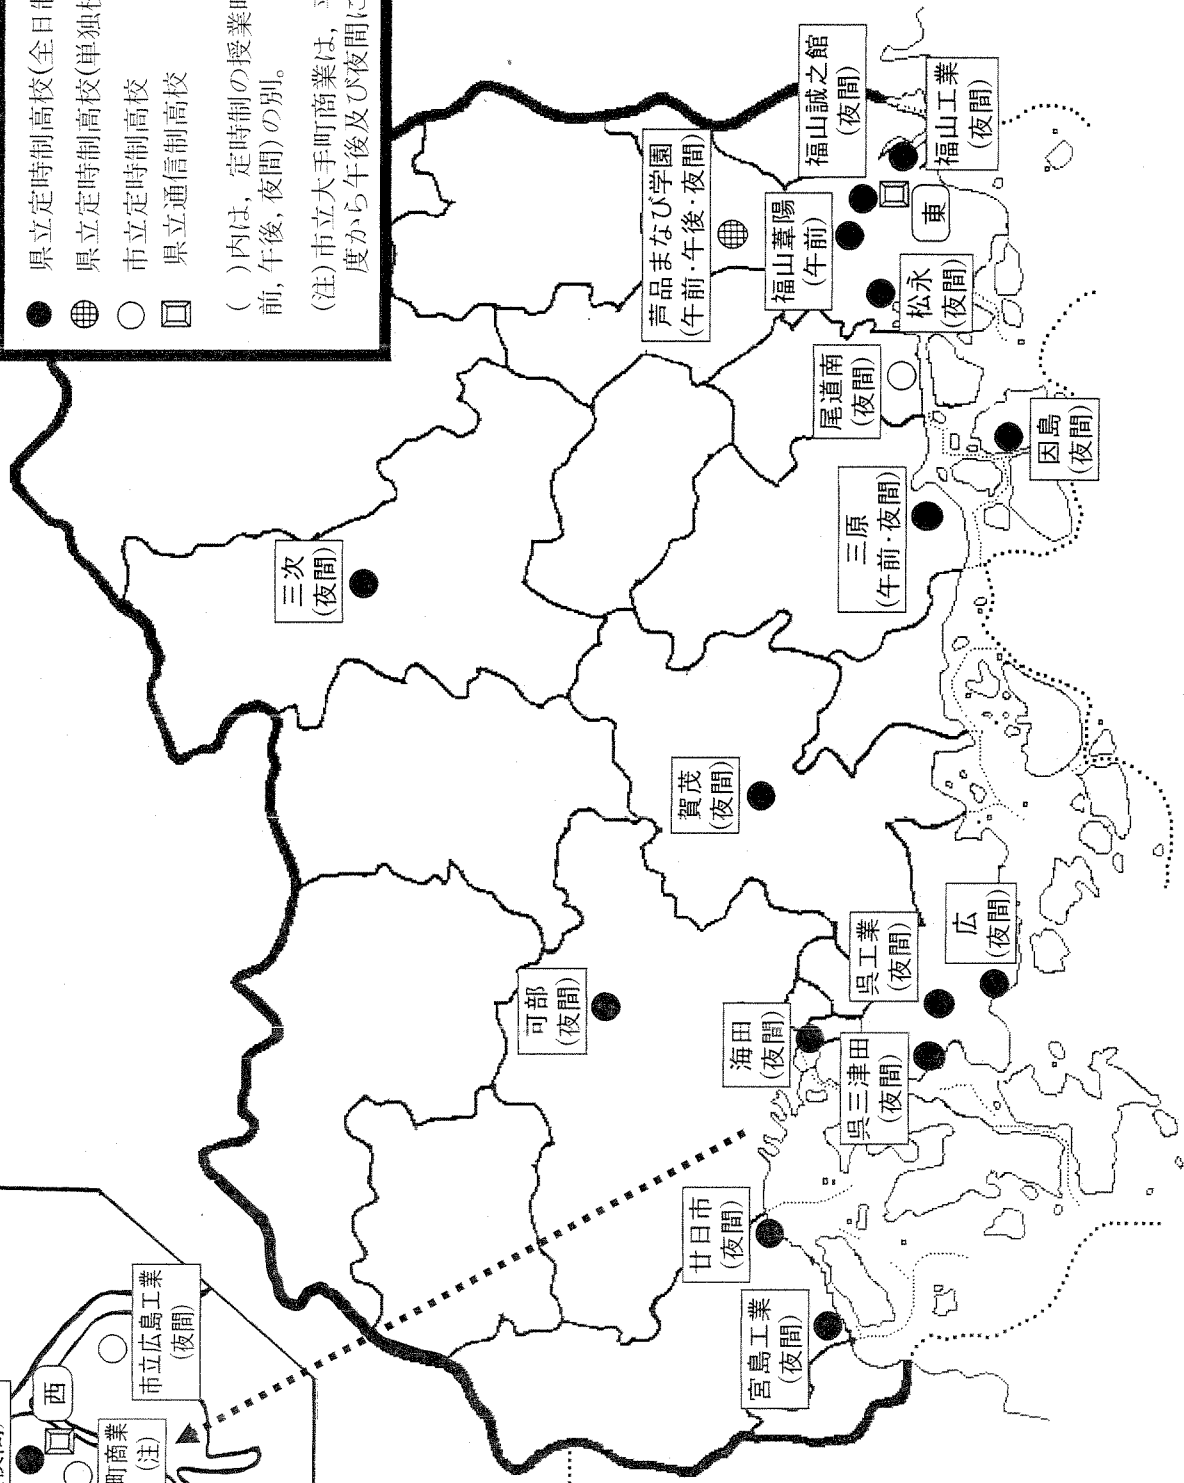 県立定時制高校(全日制
県立定時制高校(単独校
市立定時制高校
県立通信制高校
( )内は，定時制の授業時
前，午後，夜間)の別。
(注)市立大手町商業は，
度から午後及び夜間に
市立広島工業
(夜間)
西
町商業
(注)
三次
(夜間)
可部
(夜間)
賀茂
(夜間)
芦品まなび学園
(午前・午後・夜間)
福山葦陽
(午前)
福山誠之館
(夜間)
福山工業
(夜間)
東
松永
(夜間)
尾道南
(夜間)
因島
(夜間)
三原
(午前・夜間)
広
(夜間)
呉工業
(夜間)
海田
(夜間)
呉三津田
(夜間)
廿日市
(夜間)
宮島工業
(夜間)